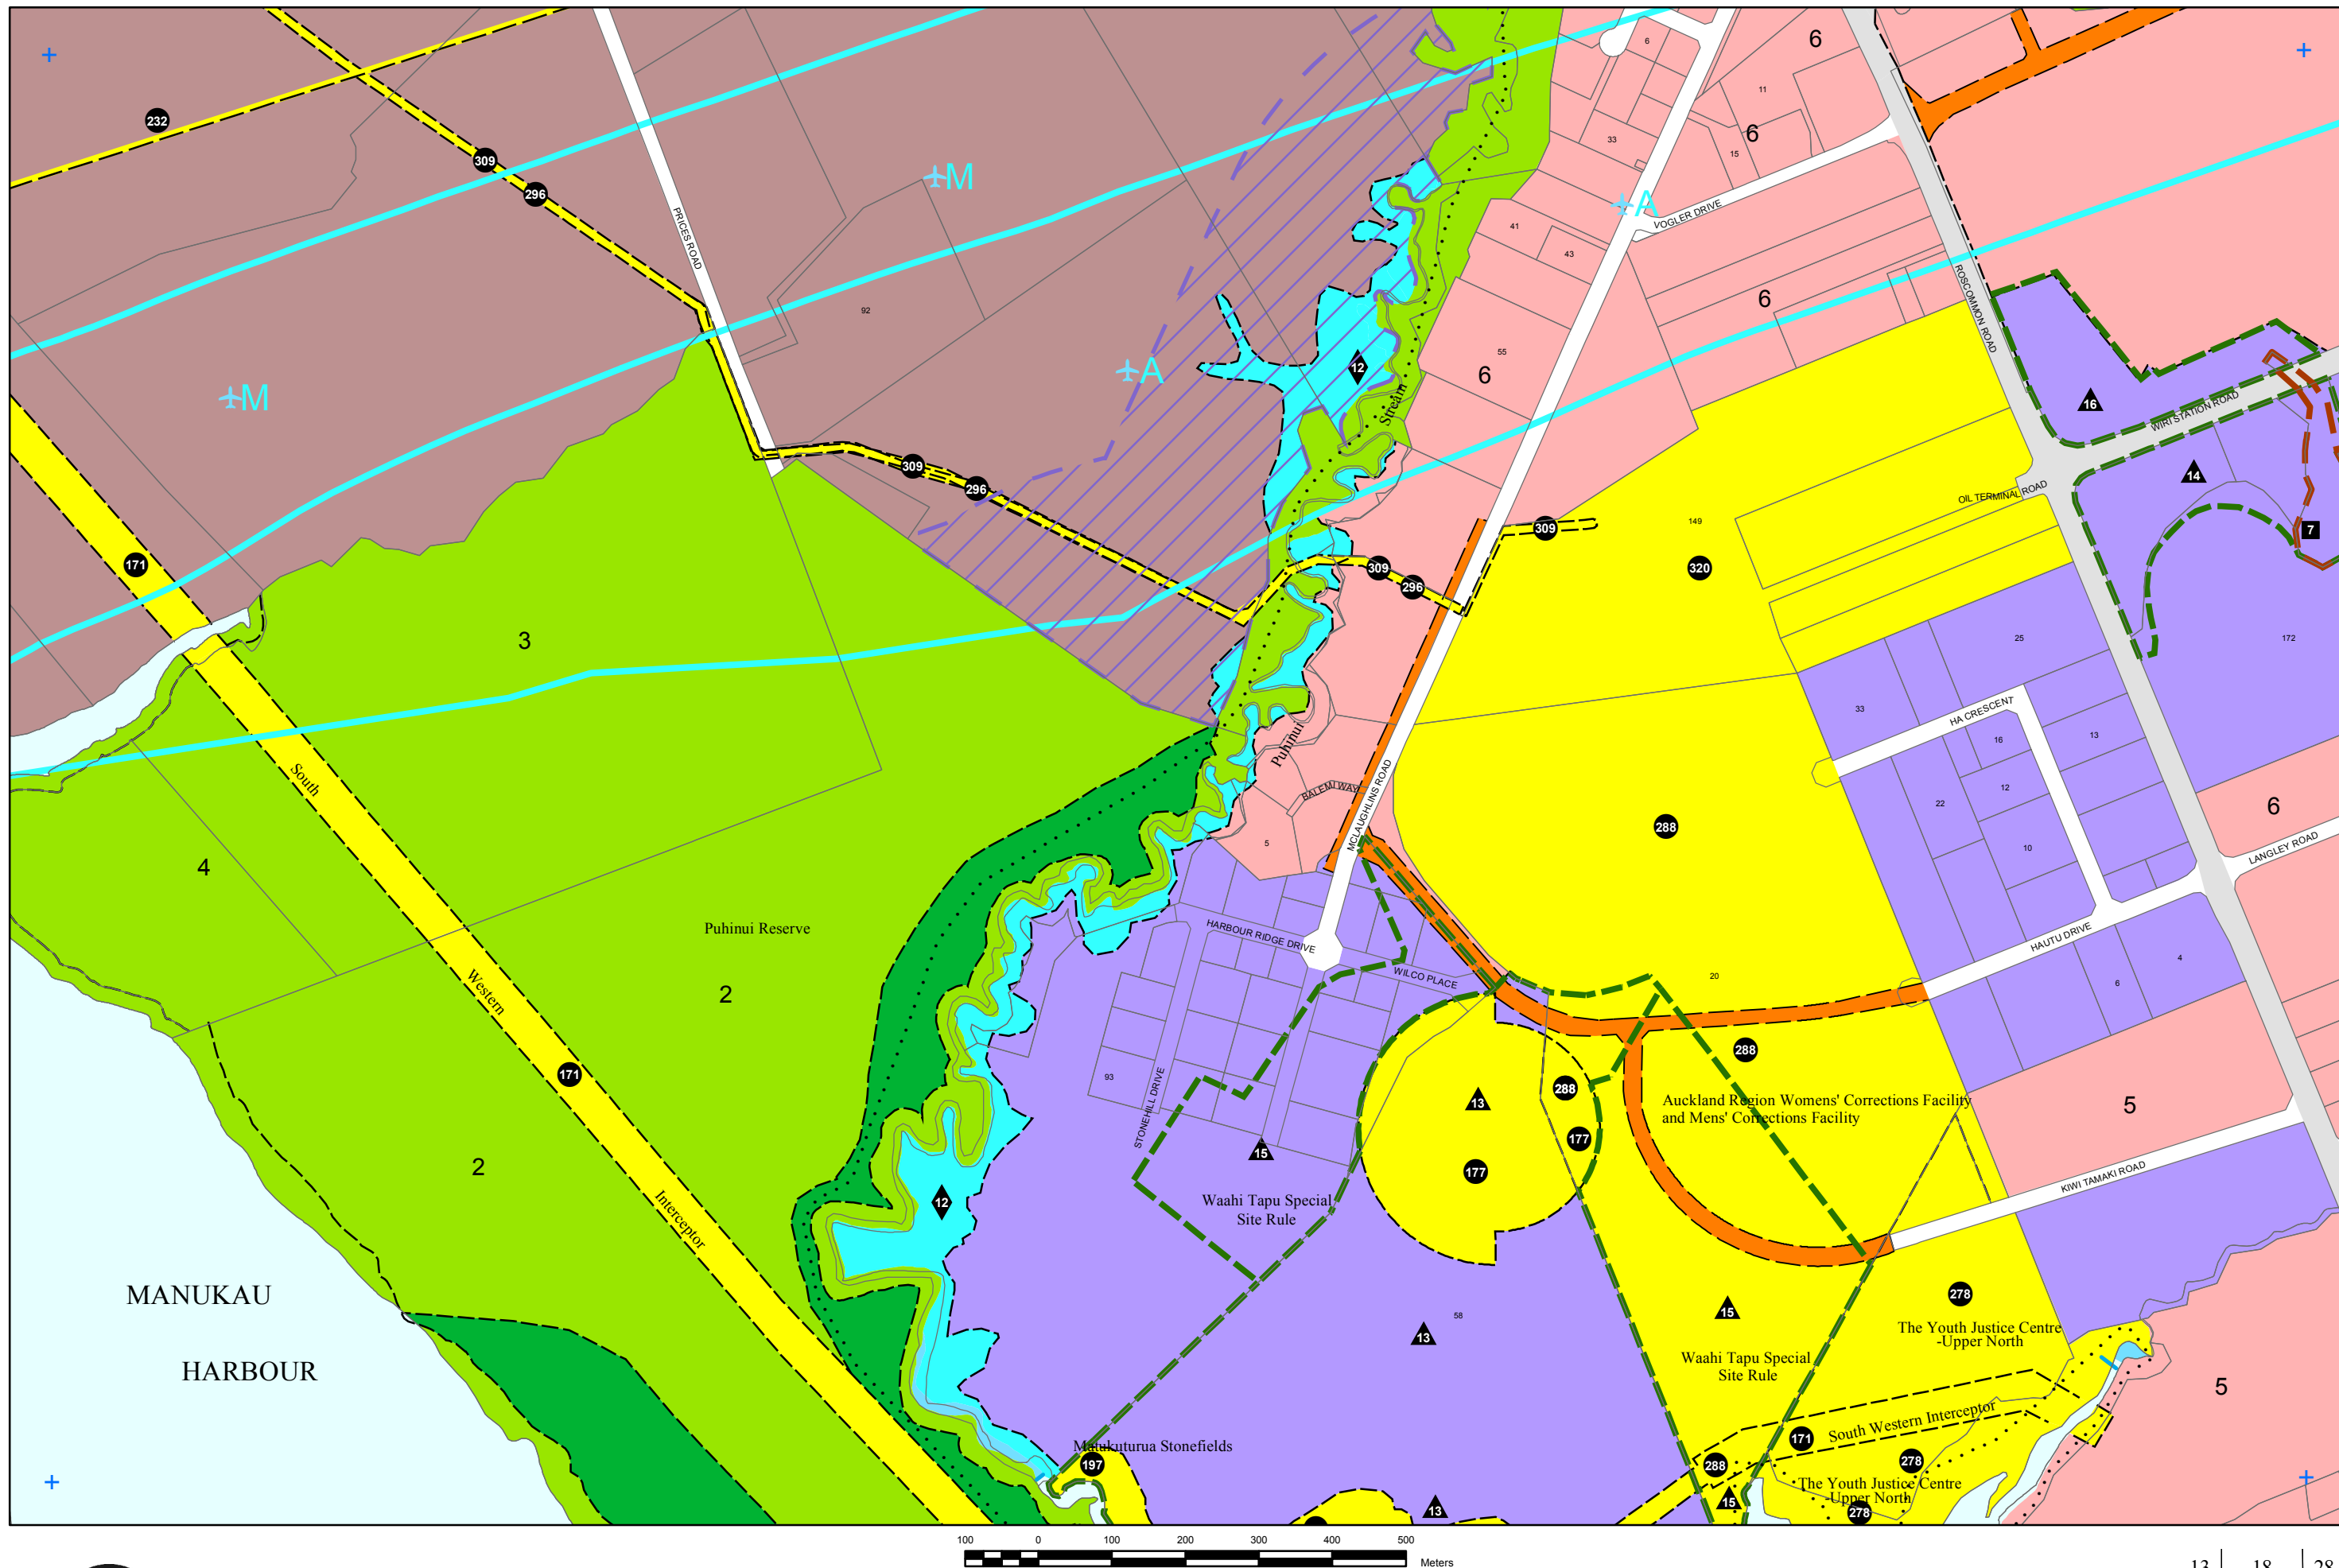 6
6
11
232
33
6
309
15
M
296
A
VOGLER DRIVE
PRICES ROAD
41
43
ROSCOMMON ROAD
6
92
55
12
A
6
M
Stream
16
WIRI STATION ROAD
14
309
296
OIL TERMINAL ROAD
149
7
309
171
309
320
296
3
25
172
33
HA CRESCENT
16
13
Puhinui
South
BALEMI WAY
MCLAUGHLINS ROAD
12
22
6
288
5
10
LANGLEY ROAD
4
Puhinui Reserve
HARBOUR RIDGE DRIVE
HAUTU DRIVE
4
WILCO PLACE
20
6
2
Western
288
171
93
288
STONEHILL DRIVE
13
Auckland Region Womens' Corrections Facility
and Mens' Corrections Facility
5
177
15
2
177
KIWI TAMAKI ROAD
12
Waahi Tapu Special
Site Rule
Interceptor
MANUKAU
278
15
58
13
The Youth Justice Centre
-Upper North
HARBOUR
Waahi Tapu Special
Site Rule
5
South Western Interceptor
171
Matukuturua Stonefields
197
288
278
The Youth Justice Centre
-Upper North
15
13
278
100 0 100 200 300 400 500
Meters
13 18 28